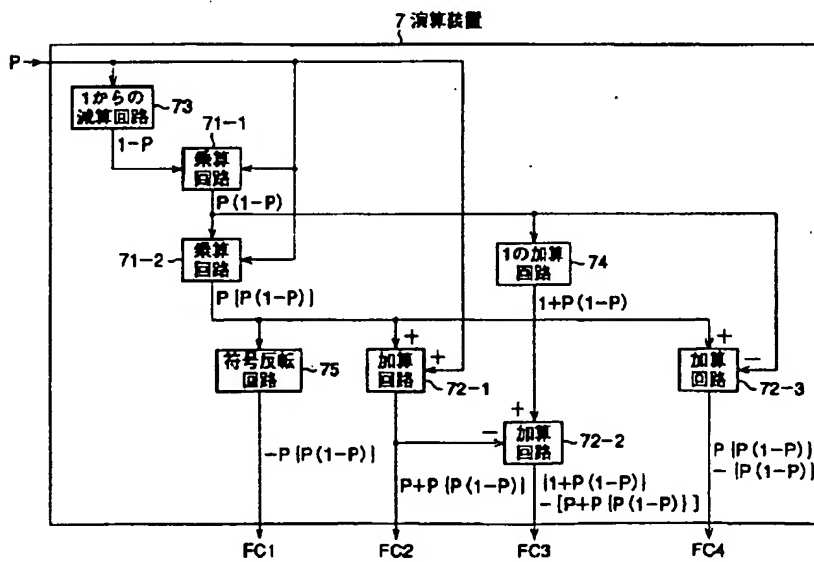 7 演算装置
P
1からの
減算回路
73
1-P
71-1
乗算
回路
P(1-P)
71-2
乗算
回路
P{P(1-P)}
1の加算
回路
74
1+P(1-P)
符号反転
回路
75
+
+
加算
回路
72-1
+
-
加算
回路
72-3
-P{P(1-P)}
+
-
加算
回路
72-2
P+P{P(1-P)}
{1+P(1-P)}
-[P+P{P(1-P)}]
P{P(1-P)}
-{P(1-P)}
FC1
FC2
FC3
FC4